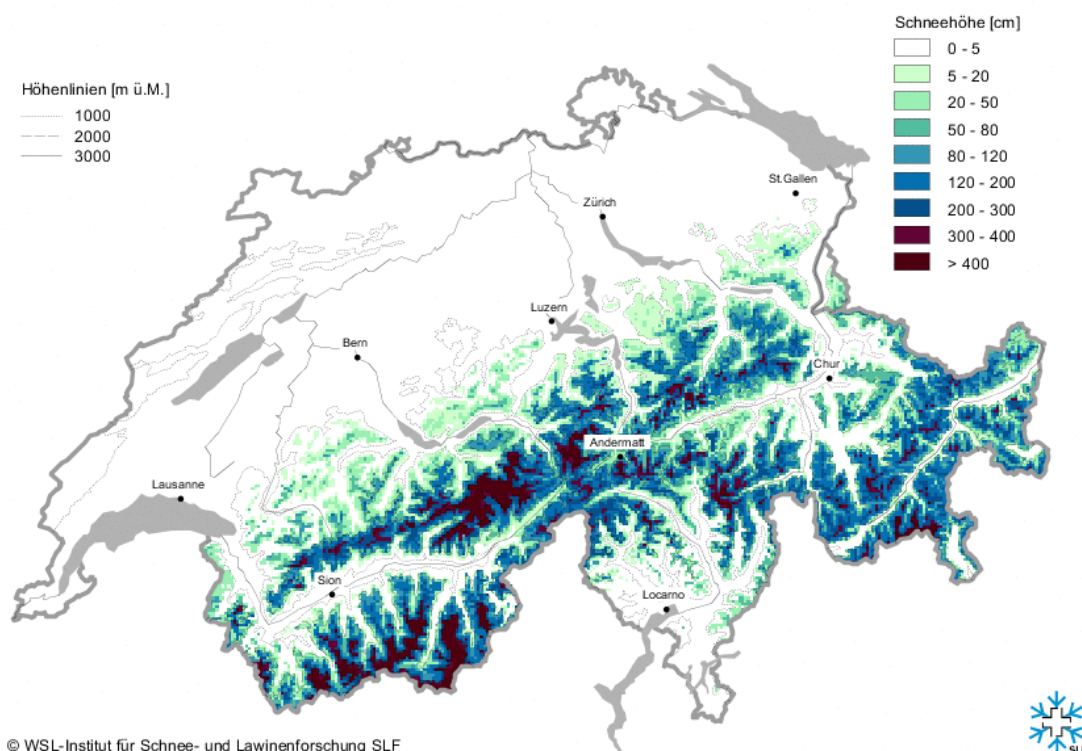 Schneehöhe [cm]
0 - 5
5 - 20
20 - 50
50 - 80
80 - 120
120 - 200
200 - 300
300 - 400
> 400
Höhenlinien [m ü.M.]
1000
2000
3000
St.Gallen
Zürich
Luzern
Bern
Chur
Andermatt
Lausanne
Sion
Locarno
© WSL-Institut für Schnee- und Lawinenforschung SLF
SLF